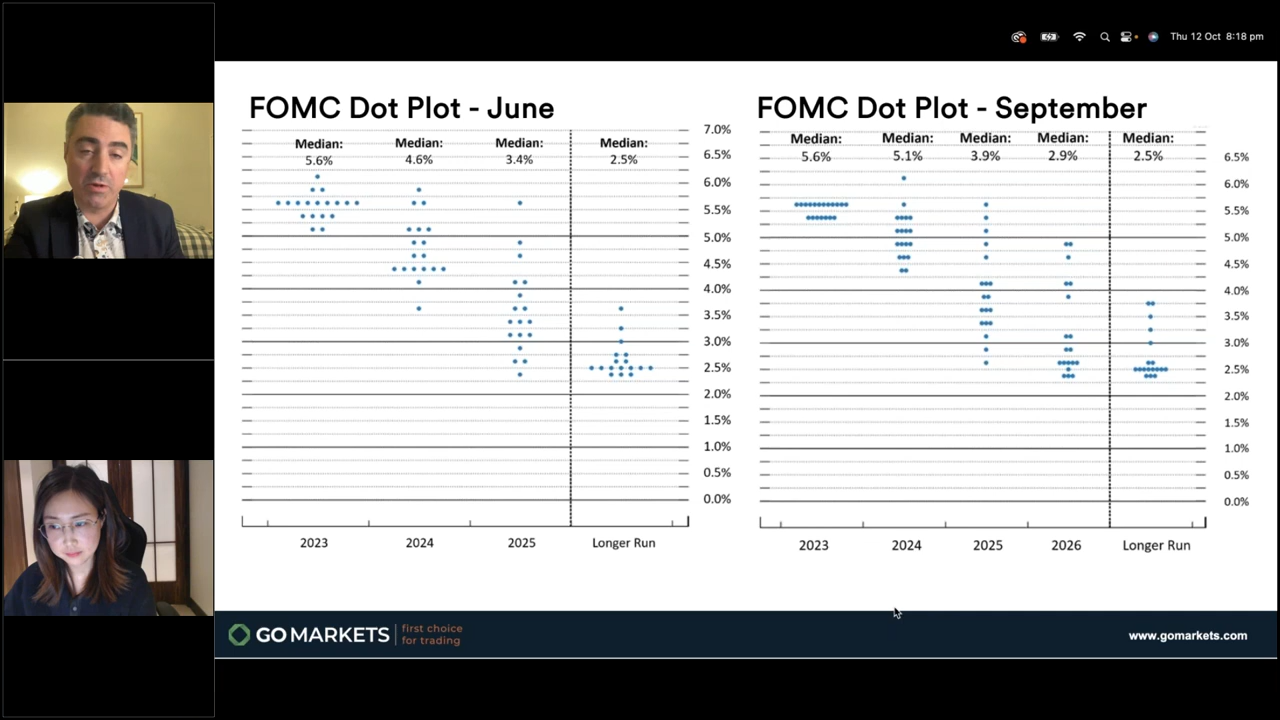 Thu 12 Oct 8:18 pm
FOMC Dot Plot - June
Median: Median: Median: Median:
5.6% 4.6% 3.4% 2.5%
7.0%
6.5%
6.0%
5.5%
5.0%
4.5%
4.0%
3.5%
3.0%
2.5%
2.0%
1.5%
1.0%
0.5%
0.0%
2023 2024 2025 Longer Run
FOMC Dot Plot - September
Median: Median: Median: Median: Median:
5.6% 5.1% 3.9% 2.9% 2.5%
6.5%
6.0%
5.5%
5.0%
4.5%
4.0%
3.5%
3.0%
2.5%
2.0%
1.5%
1.0%
0.5%
0.0%
2023 2024 2025 2026 Longer Run
GO MARKETS
first choice
for trading
www.gomarkets.com